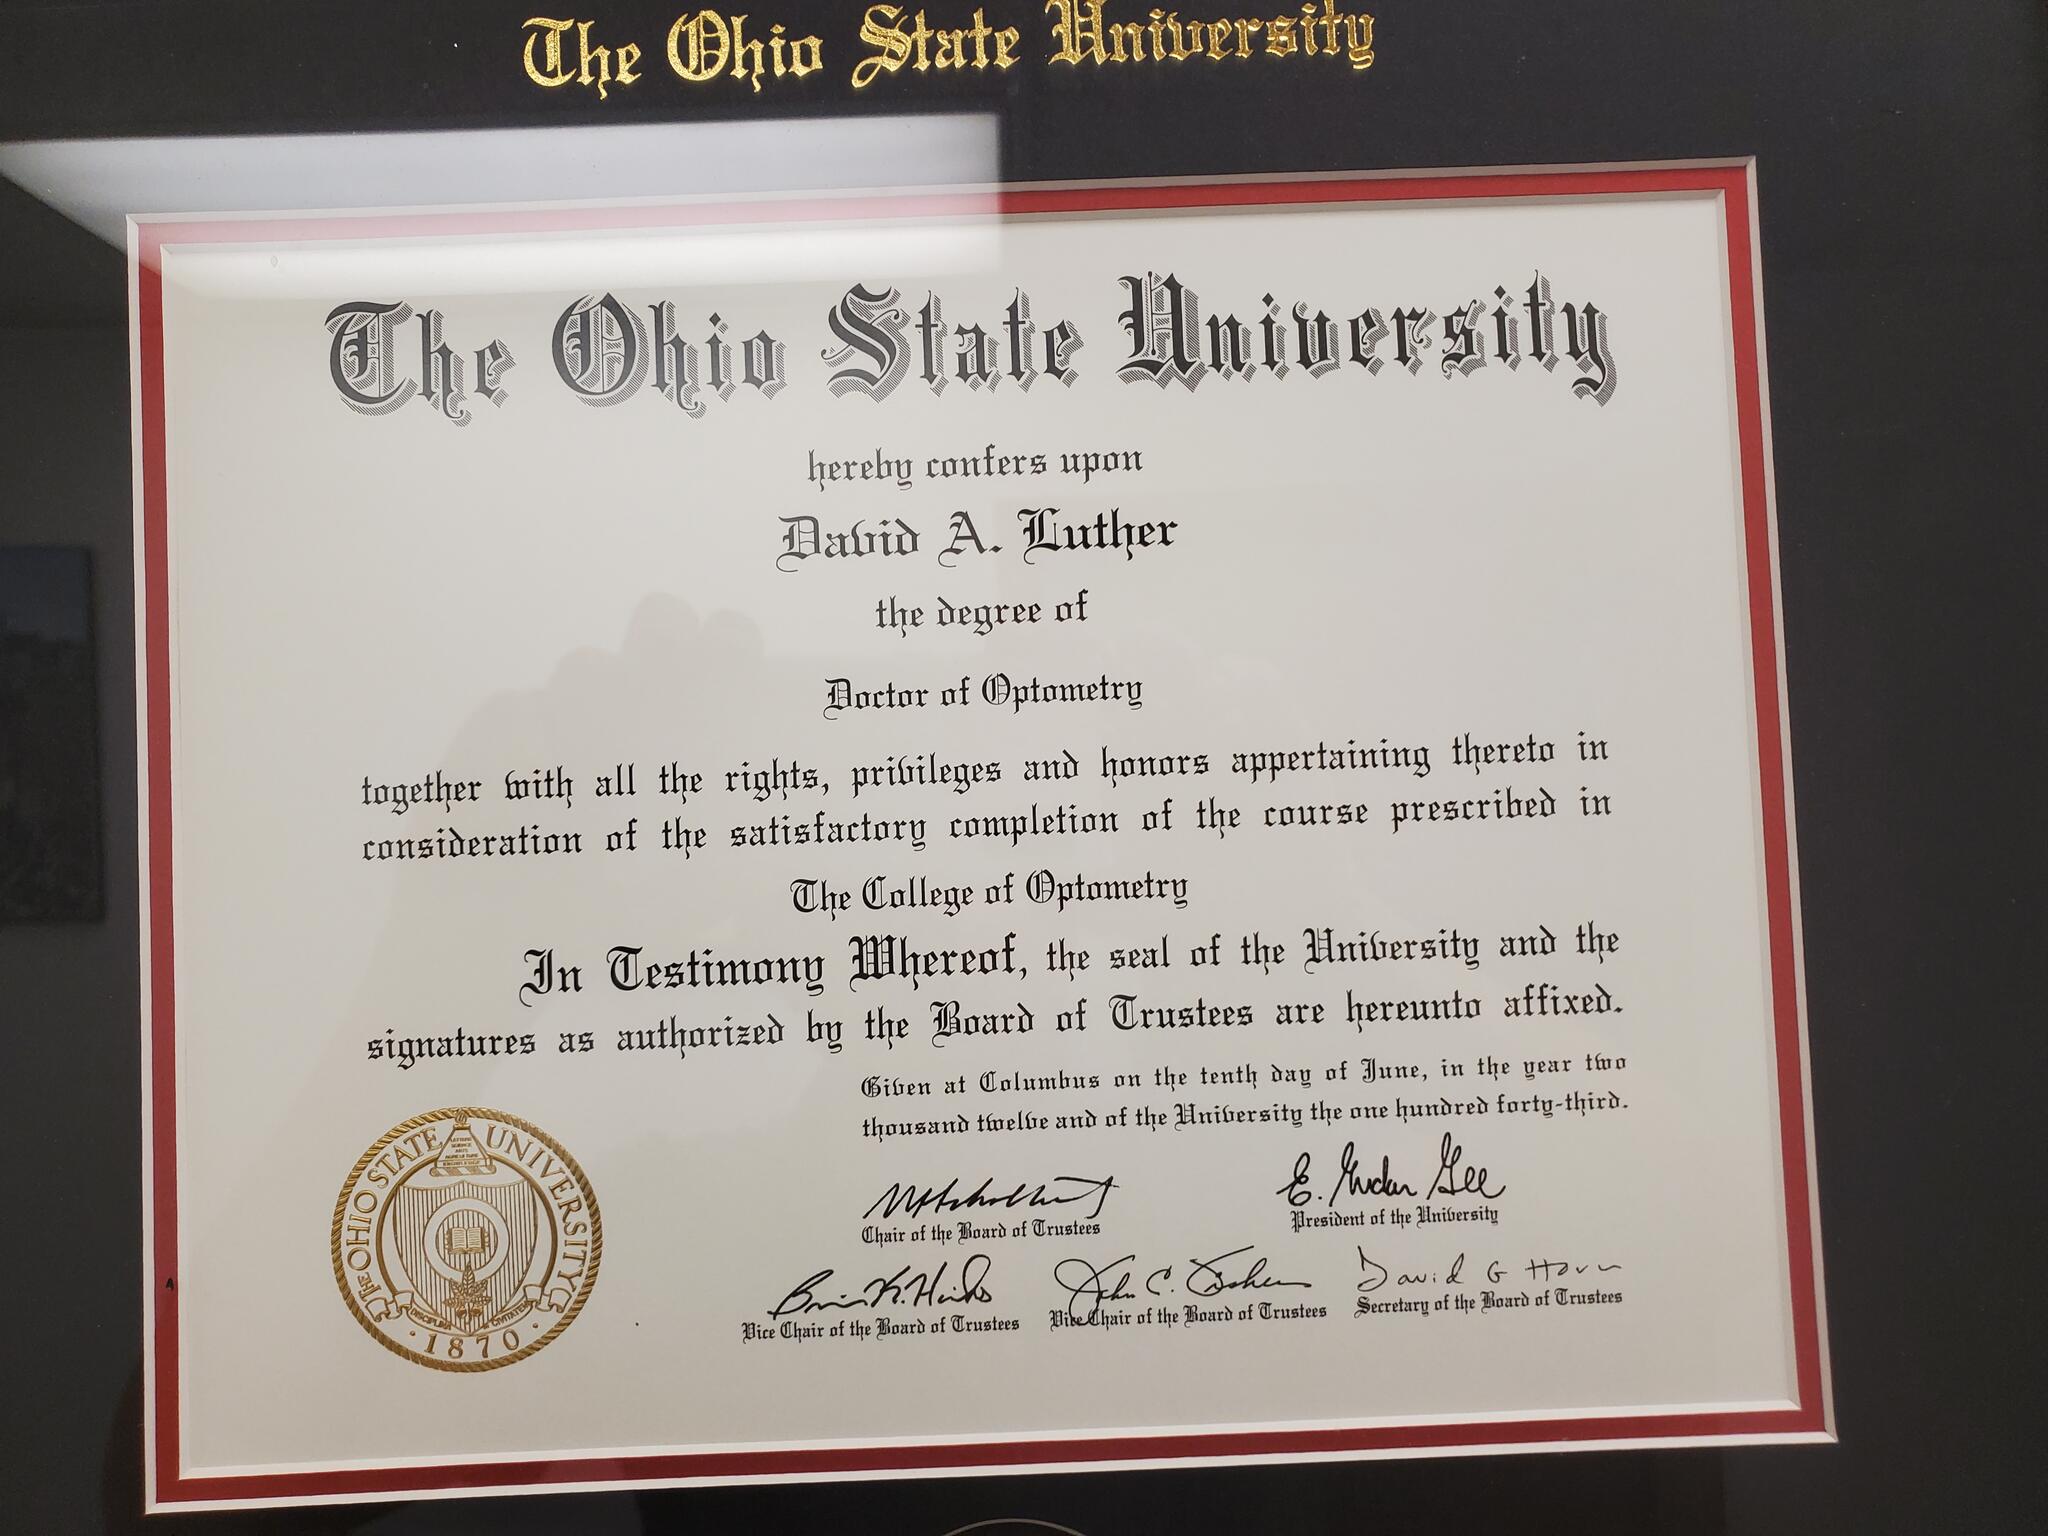 The Ohio State University
The Ohio State University
hereby confers upon
David A. Luther
the degree of
Doctor of Optometry
together with all the rights, privileges and honors appertaining thereto in
consideration of the satisfactory completion of the course prescribed in
The College of Optometry
In Testimony Whereof, the seal of the University and the
signatures as authorized by the Board of Trustees are hereunto affixed.
Given at Columbus on the tenth day of June, in the year two
thousand twelve and of the University the one hundred forty-third.
E. Gordon Gee
Chair of the Board of Trustees
President of the University
John C. Fisher
David G Horn
Vice Chair of the Board of Trustees
Vice Chair of the Board of Trustees
Secretary of the Board of Trustees
THE OHIO STATE UNIVERSITY
DISCIPLINA
CIVITATEM
1870